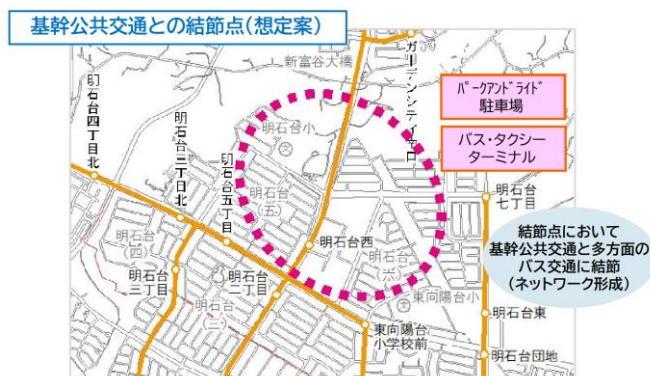 基幹公共交通との結節点(想定案)
新富谷大橋
ガーデンシティ南口
パークアンドライド
駐車場
バス・タクシー
ターミナル
明石台四丁目北
明石台三丁目北
明石台五丁目
明石台小
明石台
(五)
明石台
七丁目
明石台西
明石台
(四)
明石台
三丁目
明石台
二丁目
明石台
(三)
明石台
(六)
東向陽台小
東向陽台
小学校前
明石台東
明石台団地
結節点において
基幹公共交通と多方面の
バス交通に結節
(ネットワーク形成)